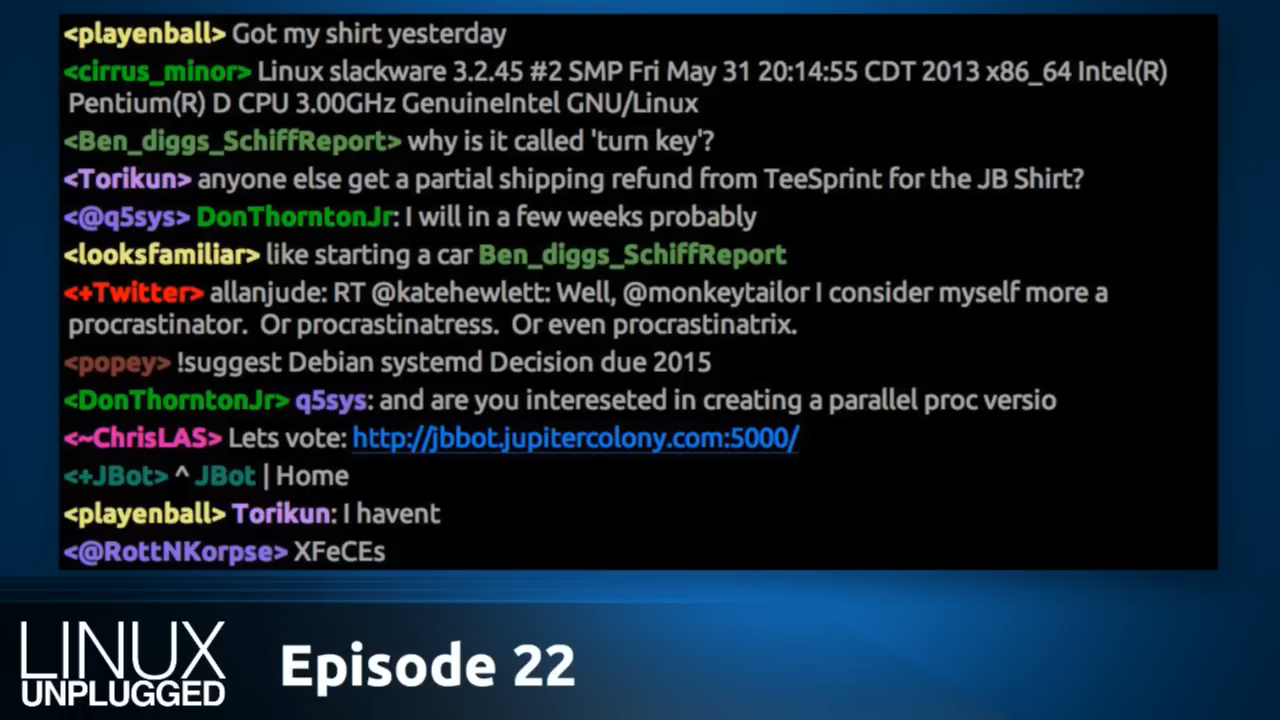 <playenball> Got my shirt yesterday
<cirrus_minor> Linux slackware 3.2.45 #2 SMP Fri May 31 20:14:55 CDT 2013 x86_64 Intel(R)
Pentium(R) D CPU 3.00GHz GenuineIntel GNU/Linux
<Ben_diggs_SchiffReport> why is it called 'turn key'?
<Torikun> anyone else get a partial shipping refund from TeeSprint for the JB Shirt?
<@q5sys> DonThorntonJr: I will in a few weeks probably
<looksfamiliar> like starting a car Ben_diggs_SchiffReport
<+Twitter> allanjude: RT @katehewlett: Well, @monkeytailor I consider myself more a
procrastinator. Or procrastinatress. Or even procrastinatrix.
<popey> !suggest Debian systemd Decision due 2015
<DonThorntonJr> q5sys: and are you intereseted in creating a parallel proc versio
<~ChrisLAS> Lets vote: http://jbbot.jupitercolony.com:5000/
<+JBot> ^ JBot | Home
<playenball> Torikun: I havent
<@RottNKorpse> XFeCEs
LINUX
UNPLUGGED
Episode 22